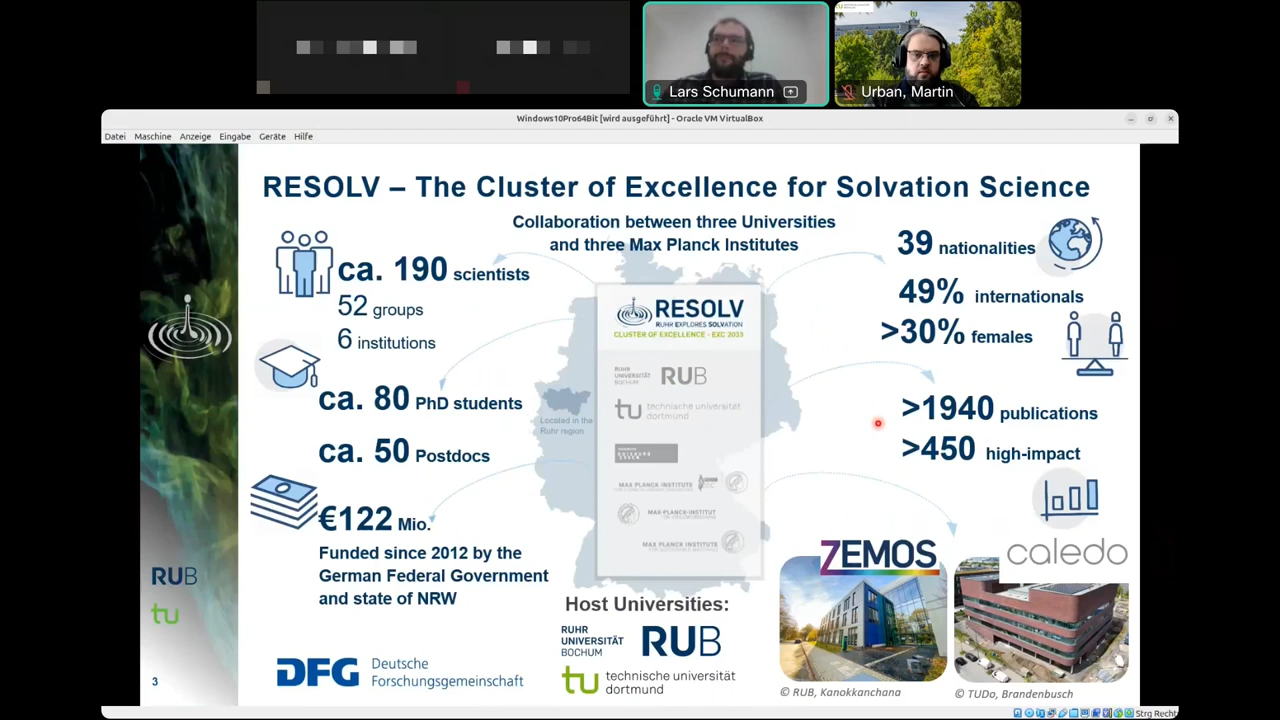 Lars Schumann
Urban, Martin
Windows10Pro64Bit [wird ausgeführt] - Oracle VM VirtualBox
Datei Maschine Anzeige Eingabe Geräte Hilfe
RESOLV – The Cluster of Excellence for Solvation Science
Collaboration between three Universities
and three Max Planck Institutes
ca. 190 scientists
52 groups
6 institutions
ca. 80 PhD students
ca. 50 Postdocs
€122 Mio.
Funded since 2012 by the
German Federal Government
and state of NRW
DFG Deutsche
Forschungsgemeinschaft
Located in the
Ruhr region
RESOLV
RUHR EXPLORES SOLVATION
CLUSTER OF EXCELLENCE - EXC 2033
RUHR
UNIVERSITÄT
BOCHUM
RUB
tu technische universität
dortmund
MAX PLANCK INSTITUTE
MAX-PLANCK-INSTITUT
MAX PLANCK INSTITUTE
Host Universities:
RUHR
UNIVERSITÄT
BOCHUM
RUB
tu technische universität
dortmund
39 nationalities
49% internationals
>30% females
>1940 publications
>450 high-impact
ZEMOS
caledo
© RUB, Kanokkanchana
© TUDo, Brandenbusch
RUB
tu
3
Strg Recht